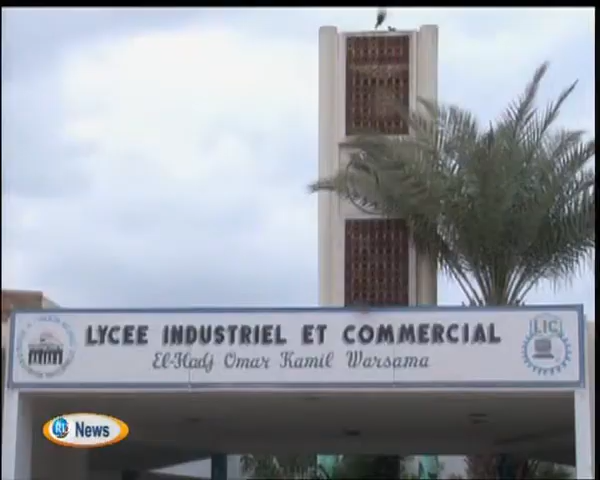 LYCEE INDUSTRIEL ET COMMERCIAL
El-Hadj Omar Kamil Warsama
LIC
News